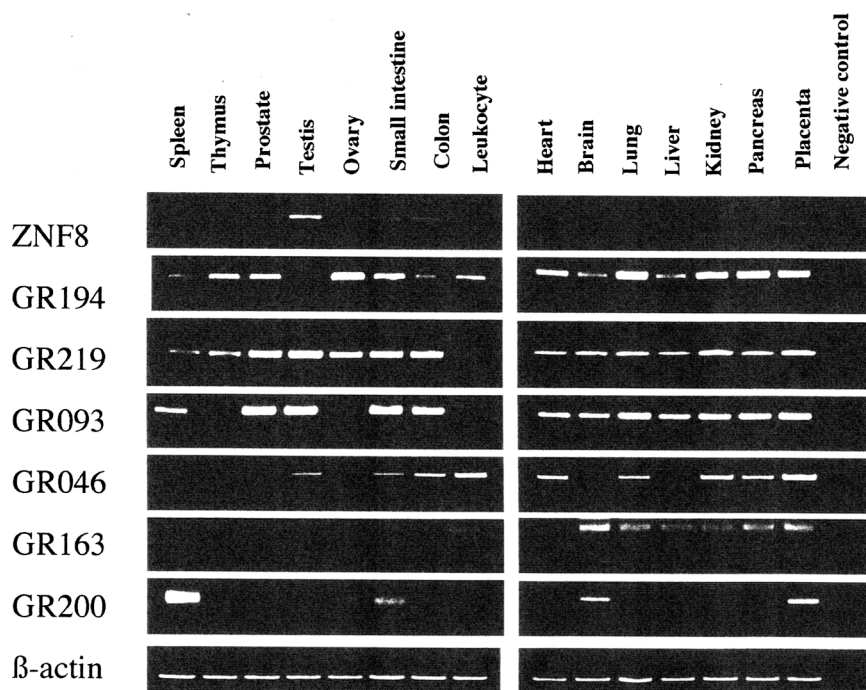 Spleen
Thymus
Prostate
Testis
Ovary
Small intestine
Colon
Leukocyte
Heart
Brain
Lung
Liver
Kidney
Pancreas
Placenta
Negative control
ZNF8
GR194
GR219
GR093
GR046
GR163
GR200
ß-actin